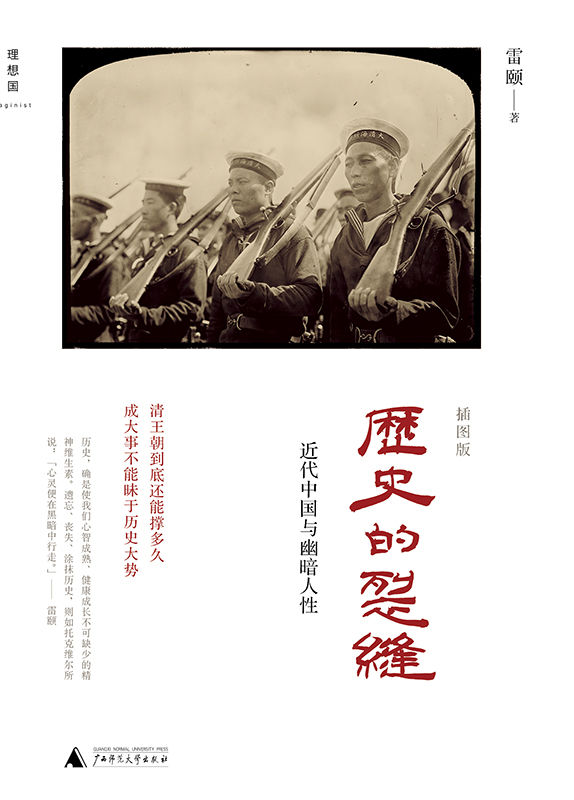 理想国
aginist
雷颐——著
大清海
插图版
歷史的裂縫
近代中国与幽暗人性
清王朝到底还能撑多久
成大事不能昧于历史大势
历史，确是使我们心智成熟、健康成长不可缺少的精
神维生素。遗忘、丧失、涂抹历史，则如托克维尔所
说：「心灵便在黑暗中行走。」——雷颐
GUANGXI NORMAL UNIVERSITY PRESS
广西师范大学出版社